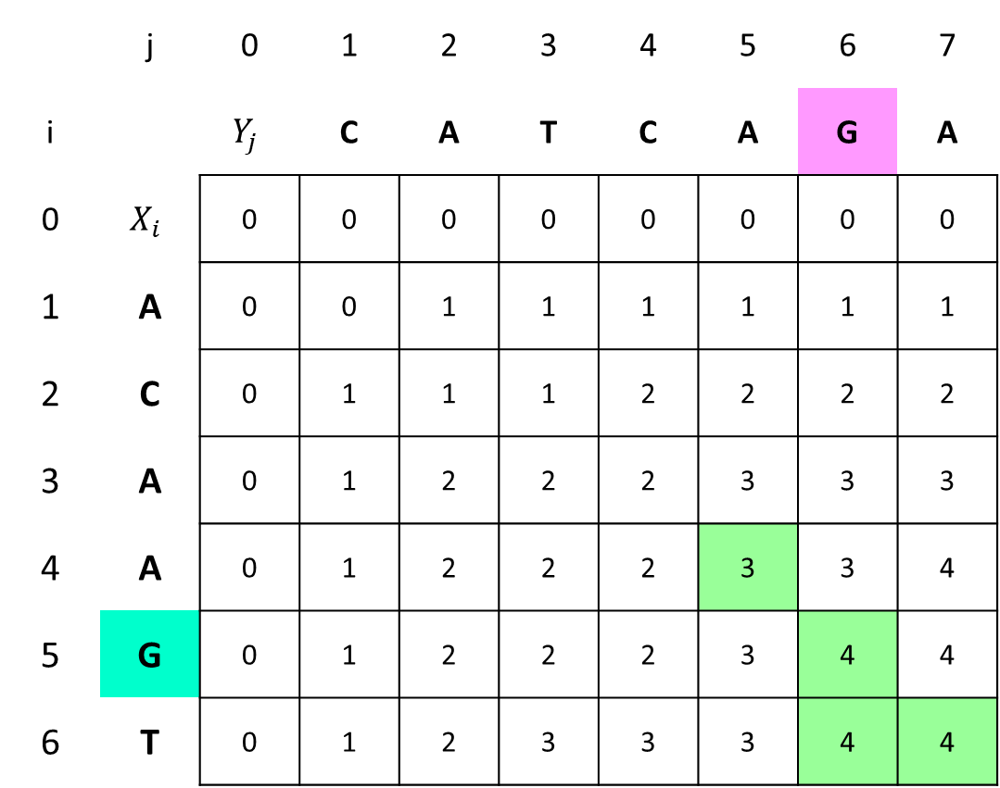 j 0 1 2 3 4 5 6 7
i Yj C A T C A G A
0 Xi 0 0 0 0 0 0 0 0
1 A 0 0 1 1 1 1 1 1
2 C 0 1 1 1 2 2 2 2
3 A 0 1 2 2 2 3 3 3
4 A 0 1 2 2 2 3 3 4
5 G 0 1 2 2 2 3 4 4
6 T 0 1 2 3 3 3 4 4